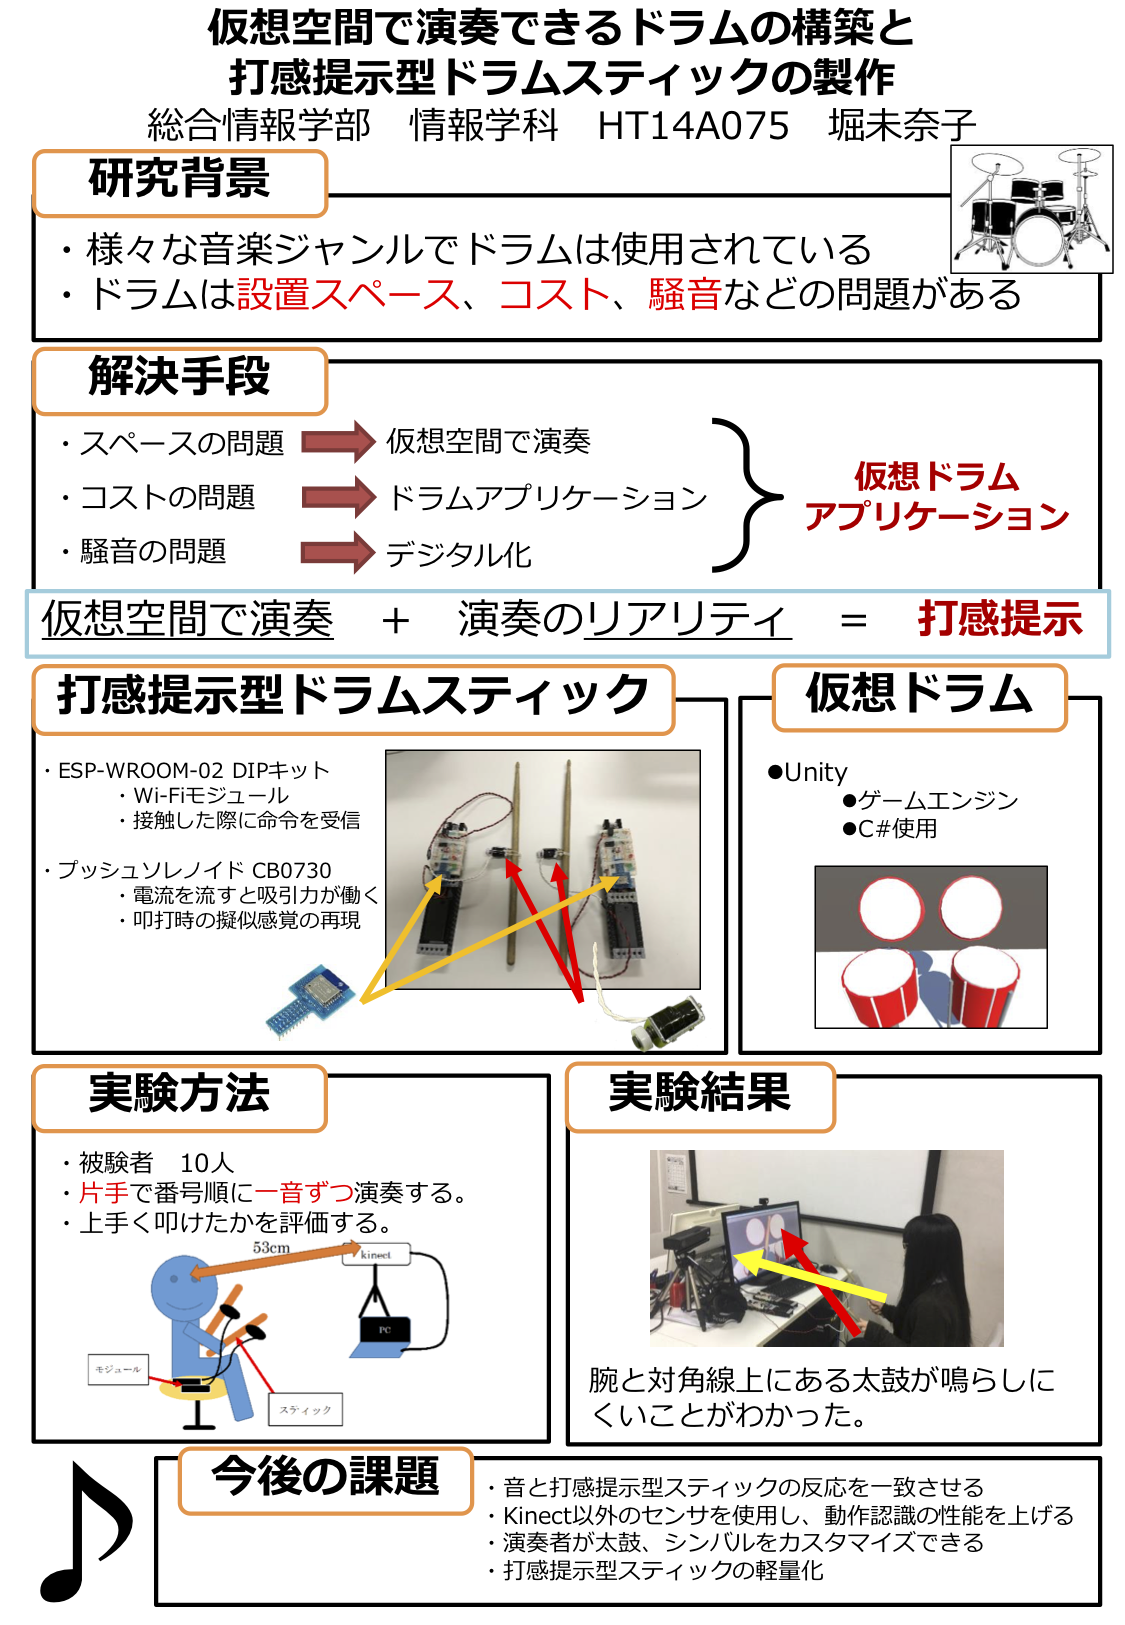 仮想空間で演奏できるドラムの構築と
打感提示型ドラムスティックの製作
総合情報学部　情報学科　HT14A075　堀未奈子
研究背景
・様々な音楽ジャンルでドラムは使用されている
・ドラムは設置スペース、コスト、騒音などの問題がある
解決手段
・スペースの問題　仮想空間で演奏
・コストの問題　ドラムアプリケーション
・騒音の問題　デジタル化
仮想ドラム
アプリケーション
仮想空間で演奏　＋　演奏のリアリティ　＝　打感提示
打感提示型ドラムスティック
・ESP-WROOM-02 DIPキット
・Wi-Fiモジュール
・接触した際に命令を受信
・プッシュソレノイド CB0730
・電流を流すと吸引力が働く
・叩打時の擬似感覚の再現
仮想ドラム
●Unity
●ゲームエンジン
●C#使用
実験方法
・被験者　10人
・片手で番号順に一音ずつ演奏する。
・上手く叩けたかを評価する。
53cm
kinect
PC
モジュール
スティック
実験結果
腕と対角線上にある太鼓が鳴らしに
くいことがわかった。
今後の課題
・音と打感提示型スティックの反応を一致させる
・Kinect以外のセンサを使用し、動作認識の性能を上げる
・演奏者が太鼓、シンバルをカスタマイズできる
・打感提示型スティックの軽量化